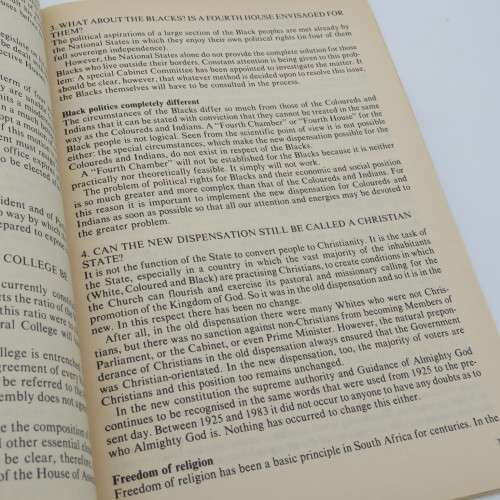 3. WHAT ABOUT THE BLACKS? IS A FOURTH HOUSE ENVISAGED FOR
THEM?
The political aspirations of a large section of the Black peoples are met already by
the National States in which they enjoy their own political rights (in four of them
full sovereign independence).
However, the National States alone do not provide the complete solution for those
Blacks who live outside their borders. Constant attention is being given to this prob-
lem: A special Cabinet Committee has been appointed to investigate the matter. It
should be clear, however, that whatever method is decided upon to resolve this issue,
the Blacks themselves will have to be consulted in the process.
Black politics completely different
The circumstances of the Blacks differ so much from those of the Coloureds and
Indians that it can be stated with conviction that they cannot be treated in the same
way as the Coloureds and Indians. A "Fourth Chamber" or "Fourth House" for the
Black people is not logical. Seen from the scientific point of view it is not possible
either; the special circumstances, which make the new dispensation possible for the
Coloureds and Indians, do not exist in respect of the Blacks.
A "Fourth Chamber" will not be established for the Blacks because it is neither
practically nor theoretically feasible. It simply will not work.
The problem of political rights for Blacks and their economic and social position
is so much greater and more complex than that of the Coloureds and Indians. For
this reason it is important to implement the new dispensation for Coloureds and
Indians as soon as possible so that all our attention and energies may be devoted to
the greater problem.
4. CAN THE NEW DISPENSATION STILL BE CALLED A CHRISTIAN
STATE?
It is not the function of the State to convert people to Christianity. It is the task of
the State, especially in a country in which the vast majority of the inhabitants
(White, Coloured and Black) are practising Christians, to create conditions in which
the Church can flourish and exercise its pastoral and missionary calling for the
promotion of the Kingdom of God. So it was in the old dispensation and so it is in the
new. In this respect there has been no change.
After all, in the old dispensation there were many Whites who were not Chris-
tians, but there was no sanction against non-Christians from becoming Members of
Parliament, or the Cabinet, or even Prime Minister. However, the natural prepon-
derance of Christians in the old dispensation always ensured that the Government
was Christian-orientated. In the new dispensation, too, the majority of voters are
Christians and this position too remains unchanged.
In the new constitution the supreme authority and Guidance of Almighty God
continues to be recognised in the same words that were used from 1925 to the pre-
sent day. Between 1925 and 1983 it did not occur to anyone to have any doubts as to
who Almighty God is. Nothing has occurred to change this either.
Freedom of religion
Freedom of religion has been a basic principle in South Africa for centuries. In the